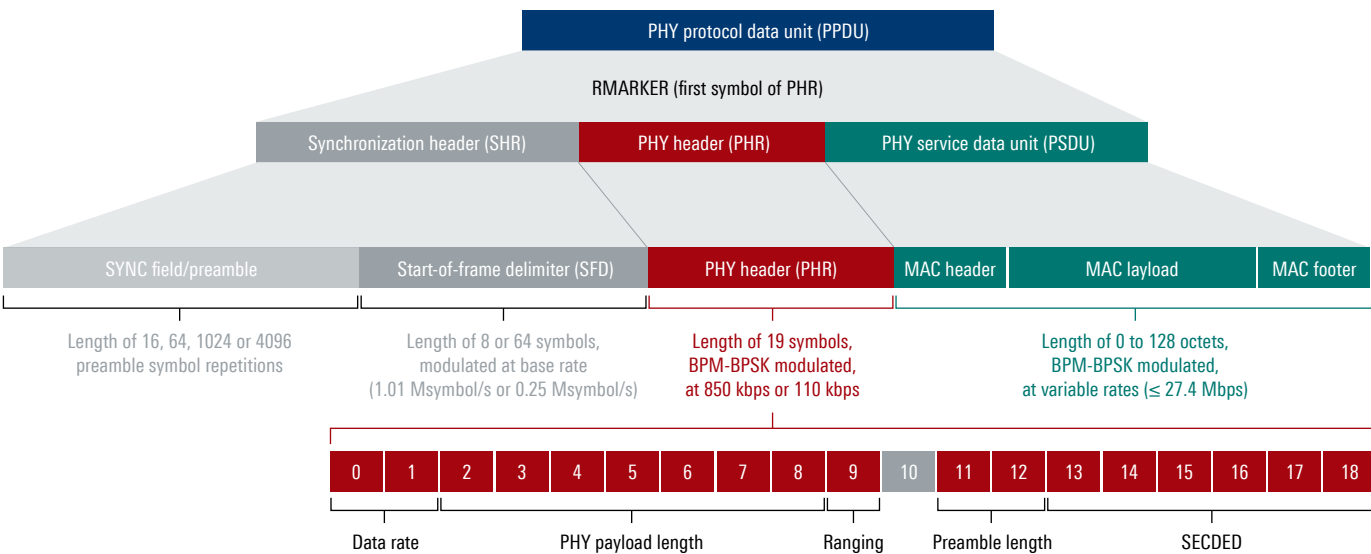 PHY protocol data unit (PPDU)
RMARKER (first symbol of PHR)
Synchronization header (SHR)
PHY header (PHR)
PHY service data unit (PSDU)
SYNC field/preamble
Start-of-frame delimiter (SFD)
PHY header (PHR)
MAC header
MAC layload
MAC footer
Length of 16, 64, 1024 or 4096
preamble symbol repetitions
Length of 8 or 64 symbols,
modulated at base rate
(1.01 Msymbol/s or 0.25 Msymbol/s)
Length of 19 symbols,
BPM-BPSK modulated,
at 850 kbps or 110 kbps
Length of 0 to 128 octets,
BPM-BPSK modulated,
at variable rates (≤ 27.4 Mbps)
0 1 2 3 4 5 6 7 8 9 10 11 12 13 14 15 16 17 18
Data rate
PHY payload length
Ranging
Preamble length
SECDED